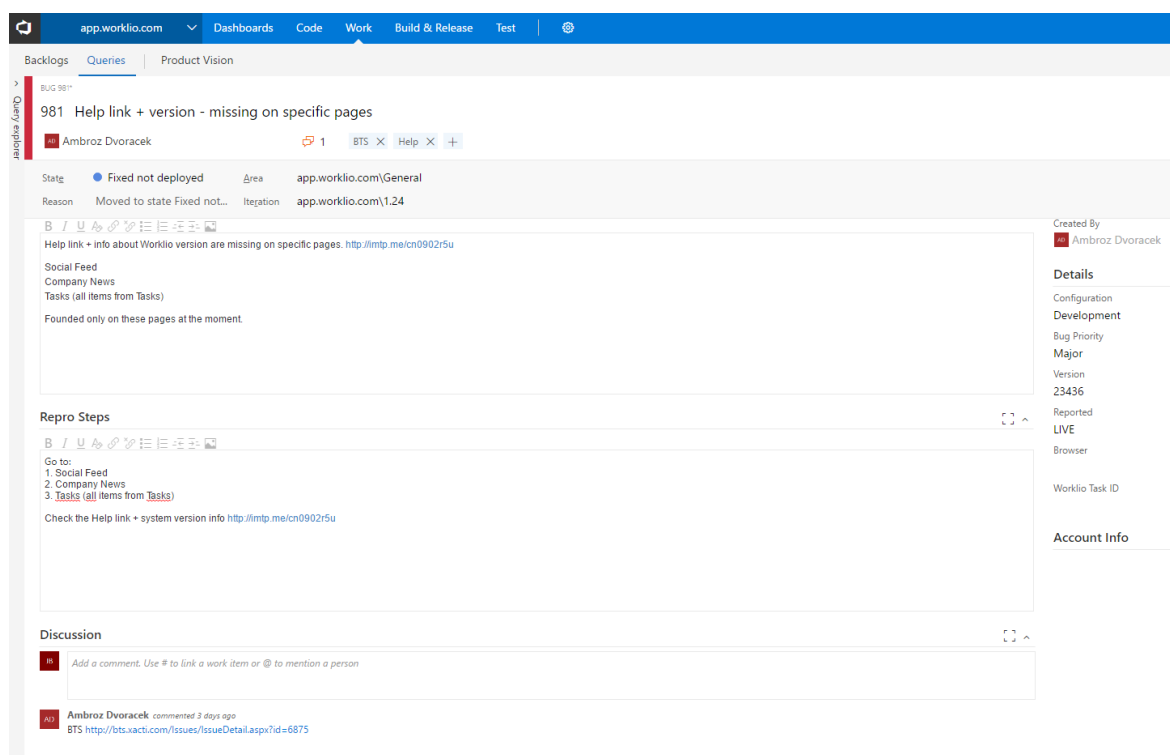 app.worklio.com Dashboards Code Work Build & Release Test
Backlogs Queries Product Vision
Query explorer
BUG 981*
981 Help link + version - missing on specific pages
AD Ambroz Dvoracek 1 BTS Help
State Fixed not deployed Area app.worklio.com\General
Reason Moved to state Fixed not... Iteration app.worklio.com\1.24
B I U
Help link + info about Worklio version are missing on specific pages. http://imtp.me/cn0902r5u
Social Feed
Company News
Tasks (all items from Tasks)
Founded only on these pages at the moment.
Repro Steps
B I U
Go to:
1. Social Feed
2. Company News
3. Tasks (all items from Tasks)
Check the Help link + system version info http://imtp.me/cn0902r5u
Discussion
IB Add a comment. Use # to link a work item or @ to mention a person
AD Ambroz Dvoracek commented 3 days ago
BTS http://bts.xacti.com/Issues/IssueDetail.aspx?id=6875
Created By
AD Ambroz Dvoracek
Details
Configuration
Development
Bug Priority
Major
Version
23436
Reported
LIVE
Browser
Worklio Task ID
Account Info